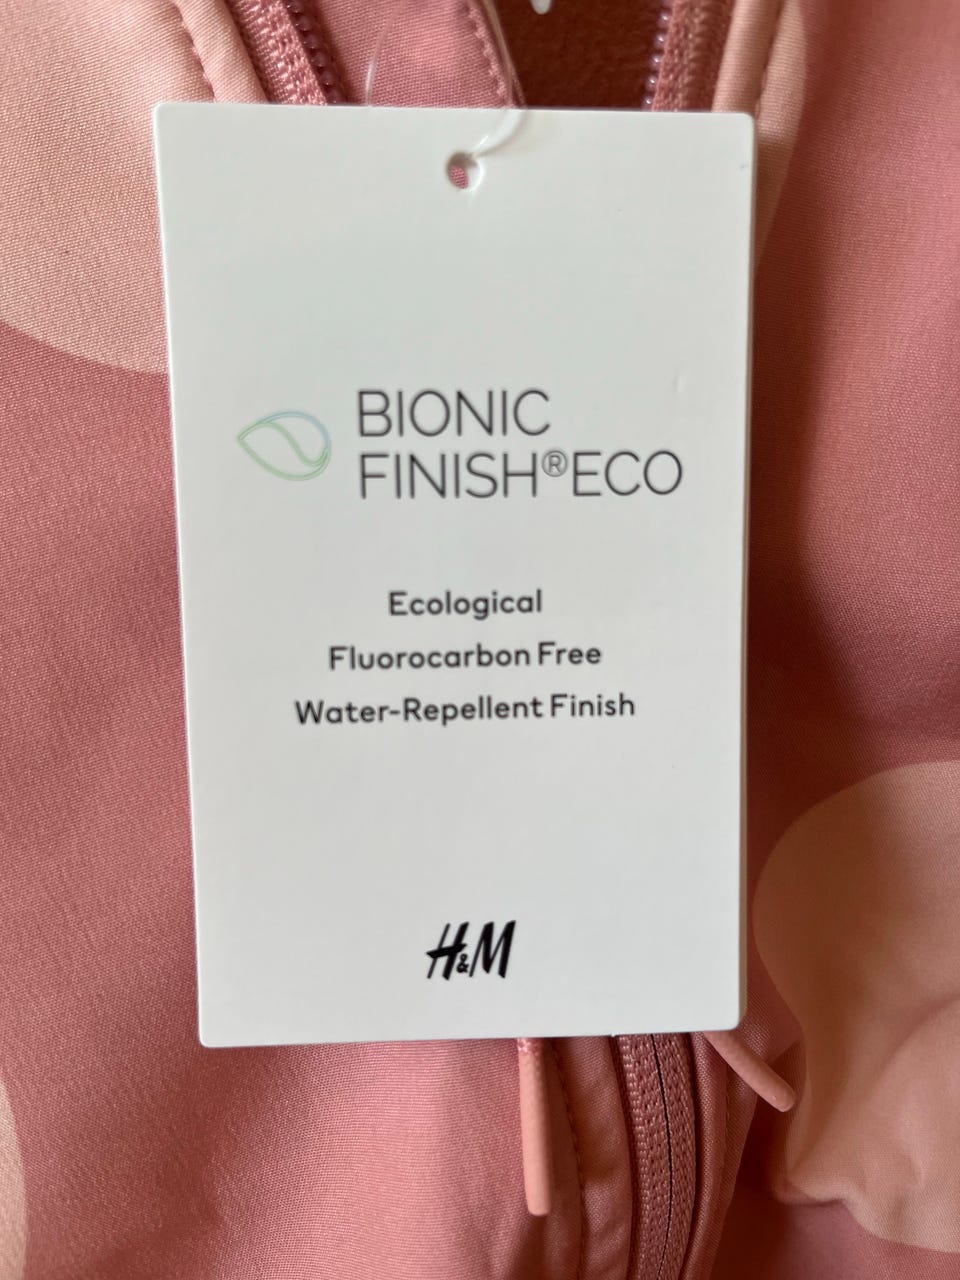 BIONIC
FINISH®ECO
Ecological
Fluorocarbon Free
Water-Repellent Finish
H&M